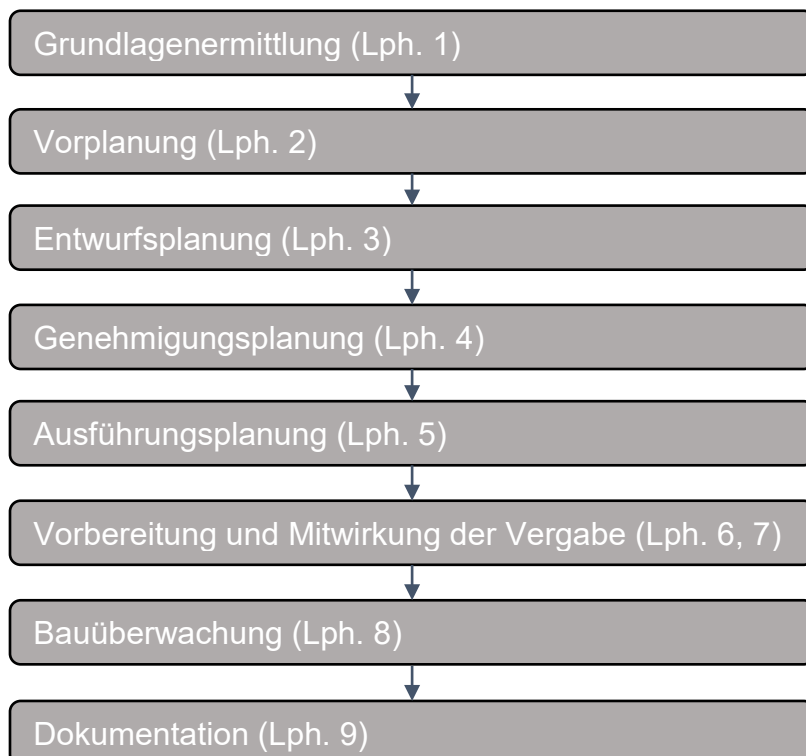 Grundlagenermittlung (Lph. 1)
Vorplanung (Lph. 2)
Entwurfsplanung (Lph. 3)
Genehmigungsplanung (Lph. 4)
Ausführungsplanung (Lph. 5)
Vorbereitung und Mitwirkung der Vergabe (Lph. 6, 7)
Bauüberwachung (Lph. 8)
Dokumentation (Lph. 9)